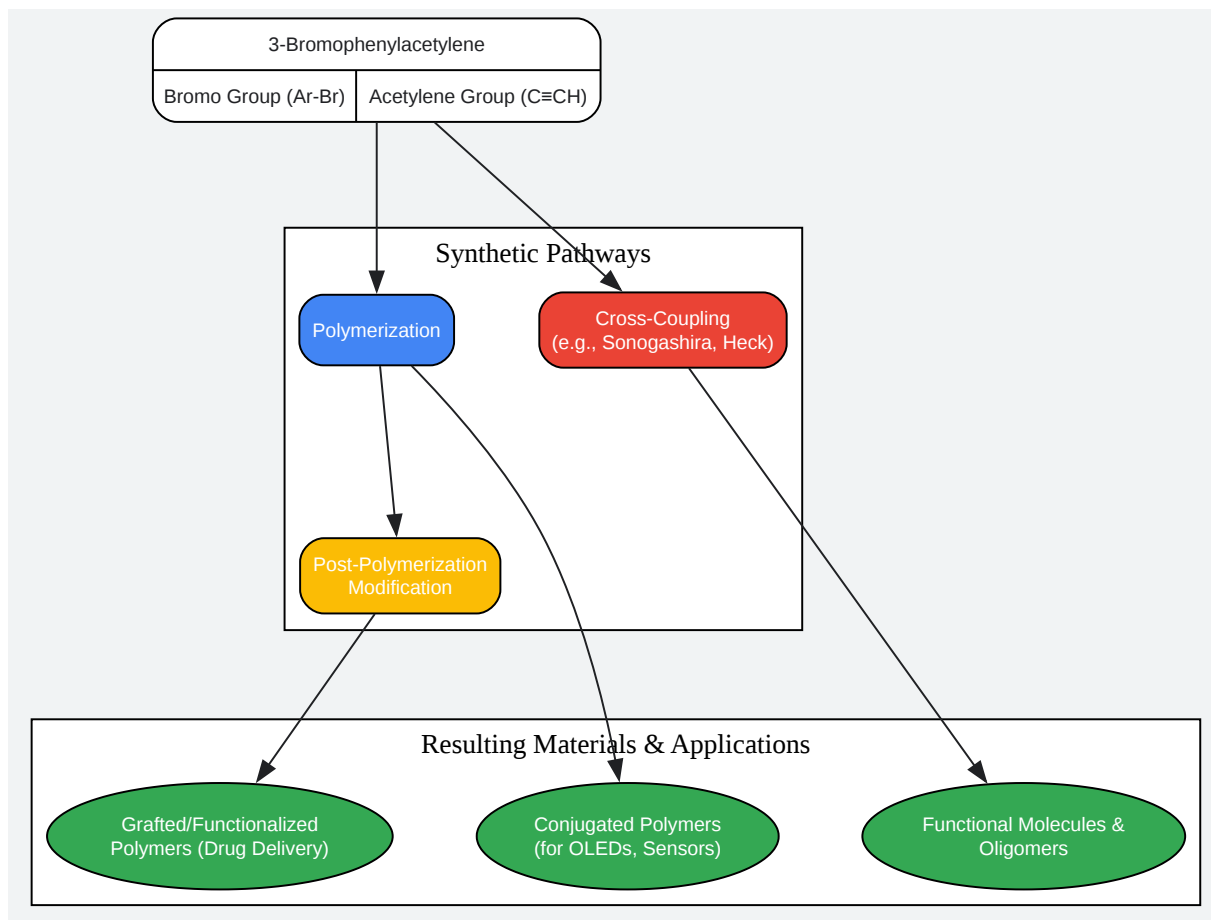 3-Bromophenylacetylene
Bromo Group (Ar-Br)
Acetylene Group (C≡CH)
Synthetic Pathways
Polymerization
Cross-Coupling
(e.g., Sonogashira, Heck)
Post-Polymerization
Modification
Resulting Materials & Applications
Grafted/Functionalized
Polymers (Drug Delivery)
Conjugated Polymers
(for OLEDs, Sensors)
Functional Molecules &
Oligomers